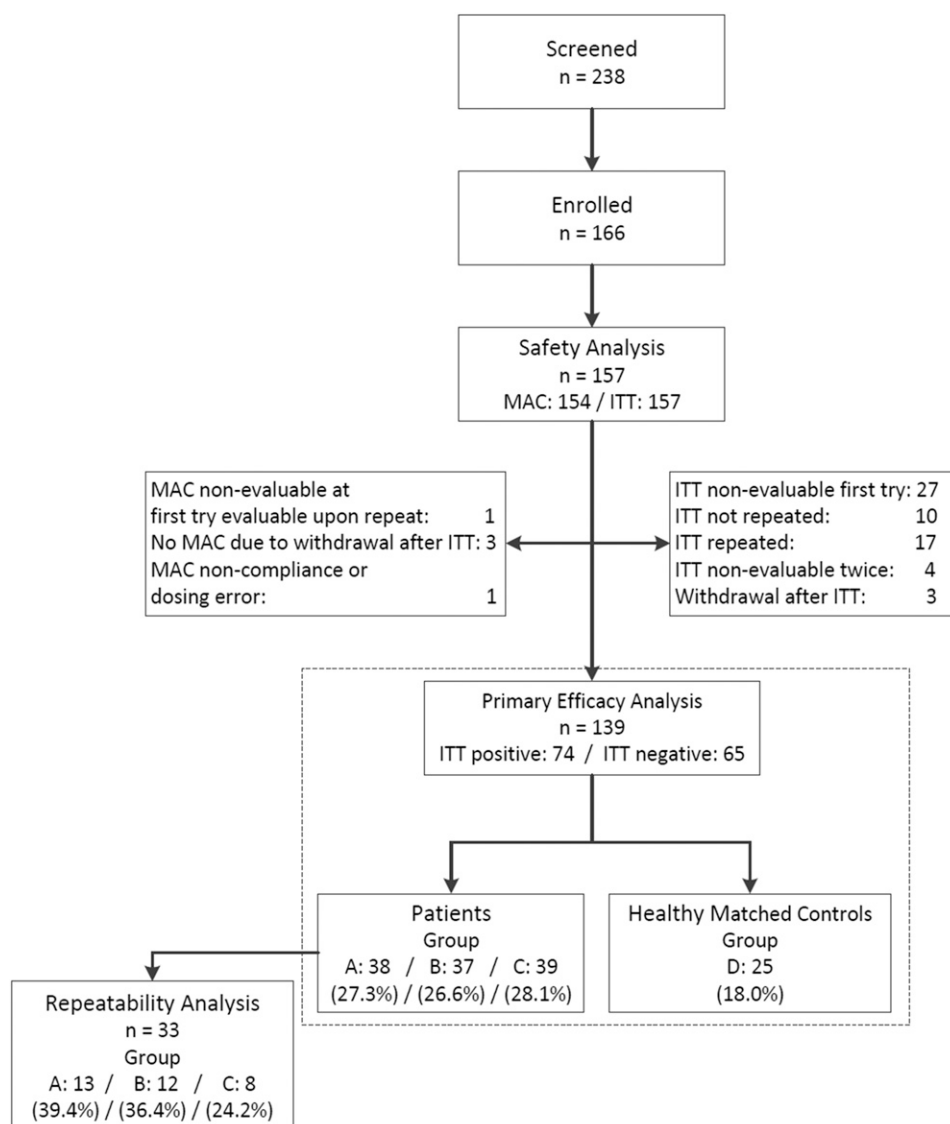 Screened
n = 238
Enrolled
n = 166
Safety Analysis
n = 157
MAC: 154 / ITT: 157
MAC non-evaluable at
first try evaluable upon repeat: 1
No MAC due to withdrawal after ITT: 3
MAC non-compliance or
dosing error: 1
ITT non-evaluable first try: 27
ITT not repeated: 10
ITT repeated: 17
ITT non-evaluable twice: 4
Withdrawal after ITT: 3
Primary Efficacy Analysis
n = 139
ITT positive: 74 / ITT negative: 65
Patients
Group
A: 38 / B: 37 / C: 39
(27.3%) / (26.6%) / (28.1%)
Healthy Matched Controls
Group
D: 25
(18.0%)
Repeatability Analysis
n = 33
Group
A: 13 / B: 12 / C: 8
(39.4%) / (36.4%) / (24.2%)